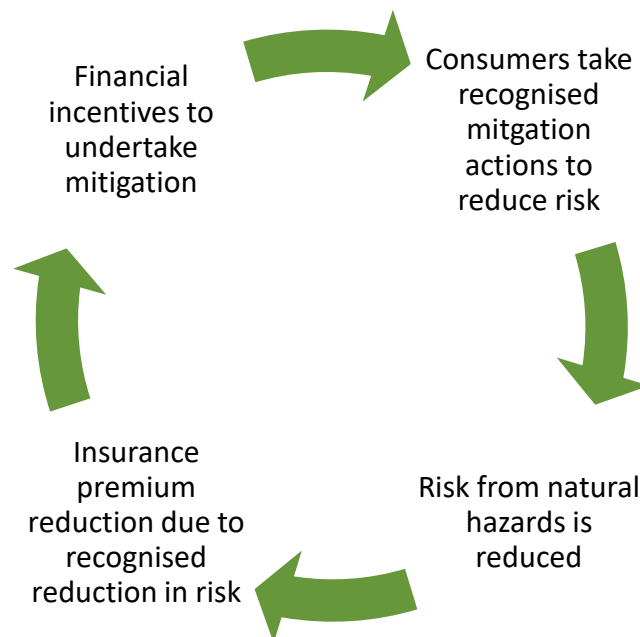 Financial
incentives to
undertake
mitigation
Consumers take
recognised
mitgation
actions to
reduce risk
Risk from natural
hazards is
reduced
Insurance
premium
reduction due to
recognised
reduction in risk